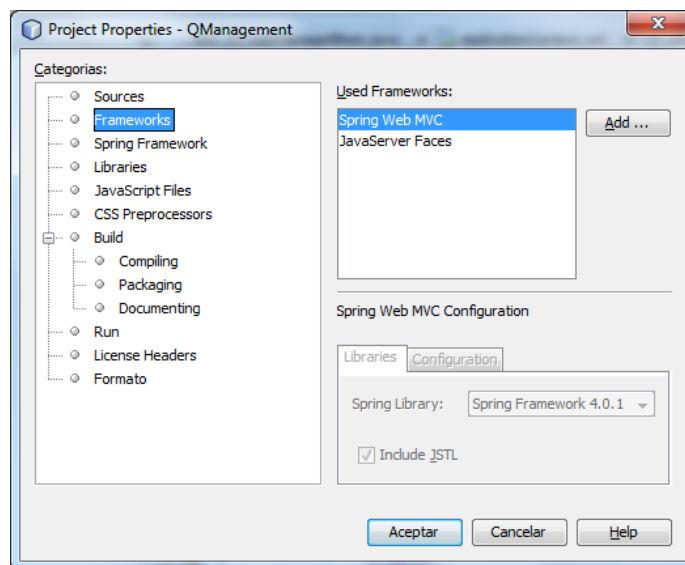 Project Properties - QManagement
Categorias:
Sources
Frameworks
Spring Framework
Libraries
JavaScript Files
CSS Preprocessors
Build
Compiling
Packaging
Documenting
Run
License Headers
Formato
Used Frameworks:
Spring Web MVC
JavaServer Faces
Add ...
Spring Web MVC Configuration
Libraries
Configuration
Spring Library:
Spring Framework 4.0.1
Include JSTL
Aceptar
Cancelar
Help